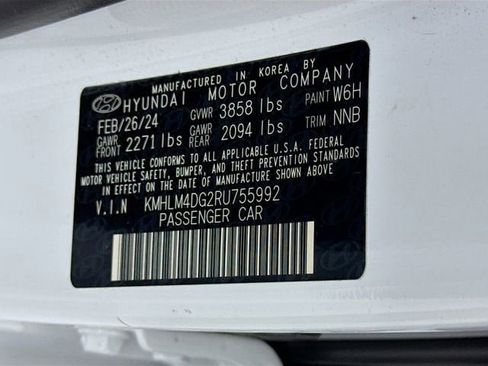 MANUFACTURED IN KOREA BY
HYUNDAI MOTOR COMPANY
FEB/26/24 GVWR 3858 lbs PAINT W6H
GAWR FRONT 2271 lbs GAWR REAR 2094 lbs TRIM NNB
THIS VEHICLE CONFORMS TO ALL APPLICABLE U.S.A. FEDERAL
MOTOR VEHICLE SAFETY, BUMPER, AND THEFT PREVENTION STANDARDS
IN EFFECT ON THE DATE OF MANUFACTURE SHOWN ABOVE.
V.I.N KMHLM4DG2RU755992
PASSENGER CAR